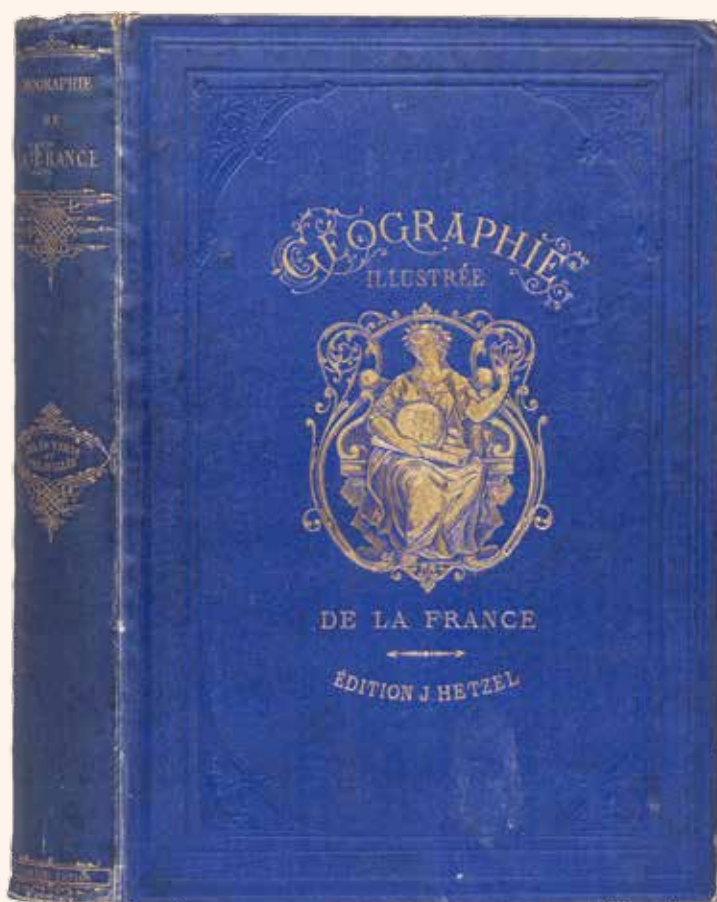 GÉOGRAPHIE
DE
LA FRANCE
GÉOGRAPHIE
ILLUSTRÉE
DE LA FRANCE
ÉDITION J HETZEL